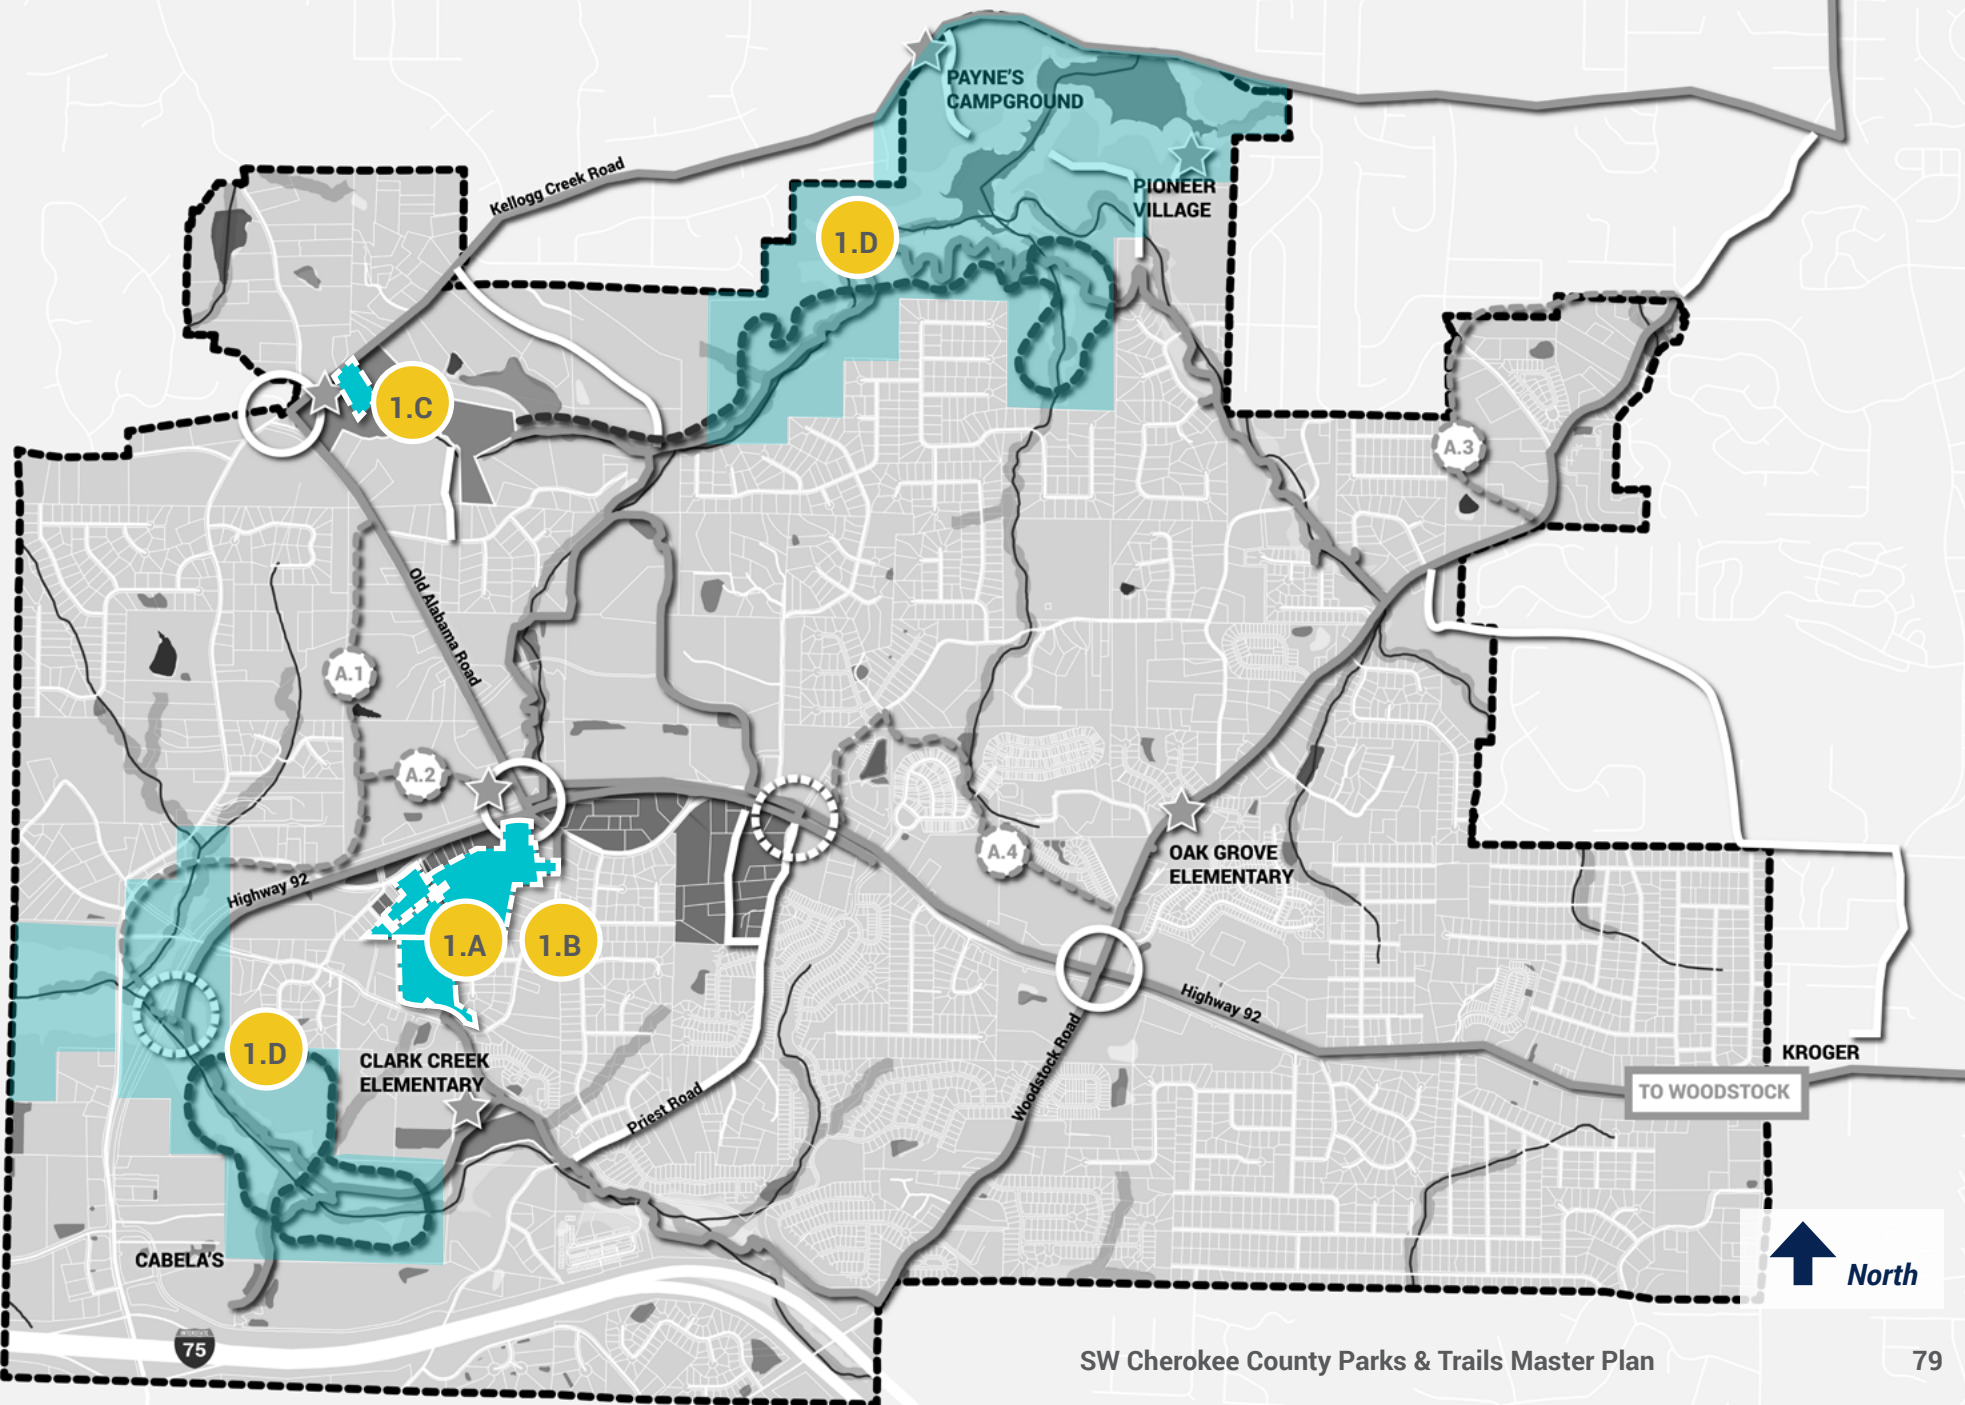 PAYNE'S
CAMPGROUND
PIONEER
VILLAGE
Kellogg Creek Road
1.D
1.C
A.3
Old Alabama Road
A.1
A.2
A.4
OAK GROVE
ELEMENTARY
Highway 92
1.A
1.B
Highway 92
1.D
CLARK CREEK
ELEMENTARY
Priest Road
Woodstock Road
KROGER
TO WOODSTOCK
CABELA'S
North
INTERSTATE
75
SW Cherokee County Parks & Trails Master Plan
79